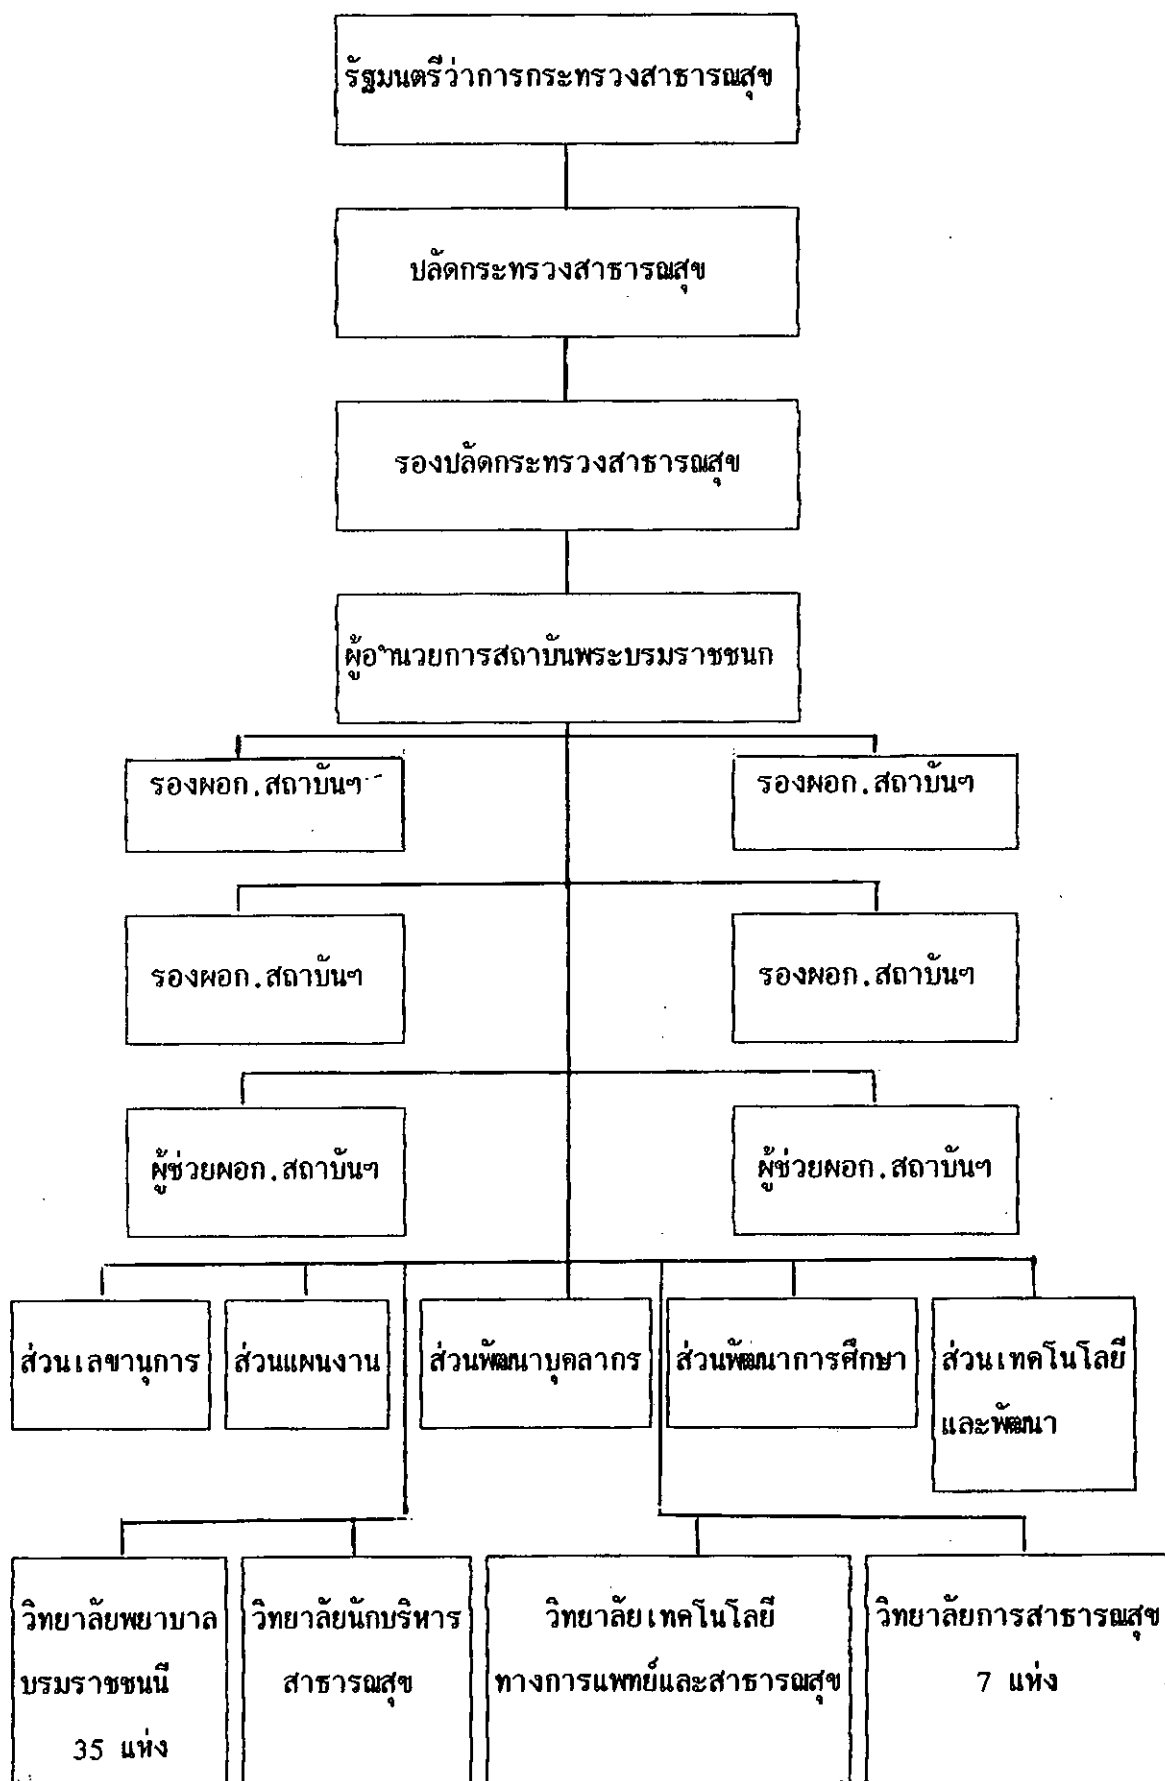 รัฐมนตรีว่าการกระทรวงสาธารณสุข
ปลัดกระทรวงสาธารณสุข
รองปลัดกระทรวงสาธารณสุข
ผู้อำนวยการสถาบันพระบรมราชชนก
รองผอก.สถาบันฯ
รองผอก.สถาบันฯ
รองผอก.สถาบันฯ
รองผอก.สถาบันฯ
ผู้ช่วยผอก.สถาบันฯ
ผู้ช่วยผอก.สถาบันฯ
ส่วนเลขานุการ
ส่วนแผนงาน
ส่วนพัฒนาบุคลากร
ส่วนพัฒนาการศึกษา
ส่วนเทคโนโลยี
และพัฒนา
วิทยาลัยพยาบาล
บรมราชชนนี
35 แห่ง
วิทยาลัยนักบริหาร
สาธารณสุข
วิทยาลัยเทคโนโลยี
ทางการแพทย์และสาธารณสุข
วิทยาลัยการสาธารณสุข
7 แห่ง